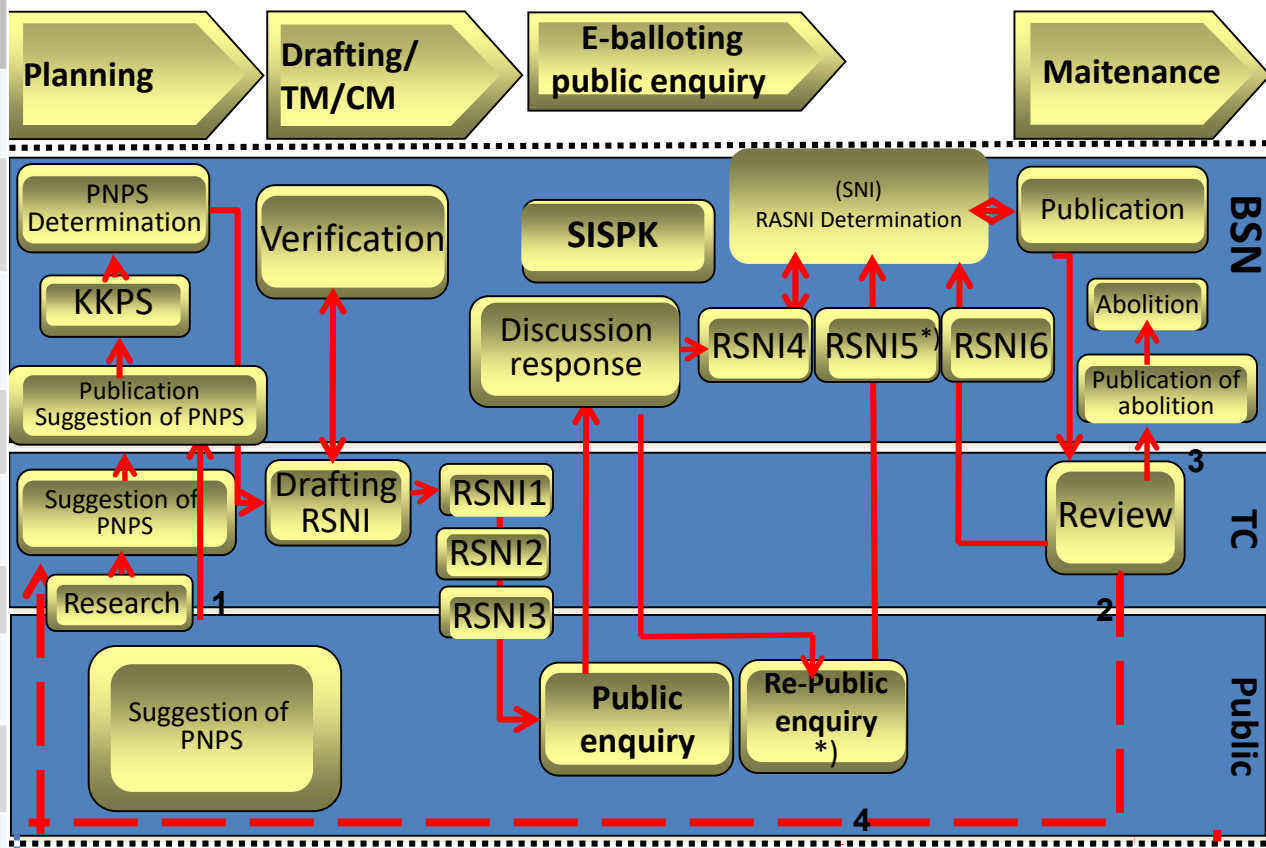 Planning
Drafting/
TM/CM
E-balloting
public enquiry
Maitenance
BSN
PNPS
Determination
KKPS
Publication
Suggestion of PNPS
Verification
SISPK
Discussion
response
(SNI)
RASNI Determination
RSNI4
RSNI5*)
RSNI6
Publication
Abolition
Publication of
abolition
3
TC
Suggestion of
PNPS
Research
1
Drafting
RSNI
RSNI1
RSNI2
RSNI3
Review
2
Public
Suggestion of
PNPS
Public
enquiry
Re-Public
enquiry
*)
4